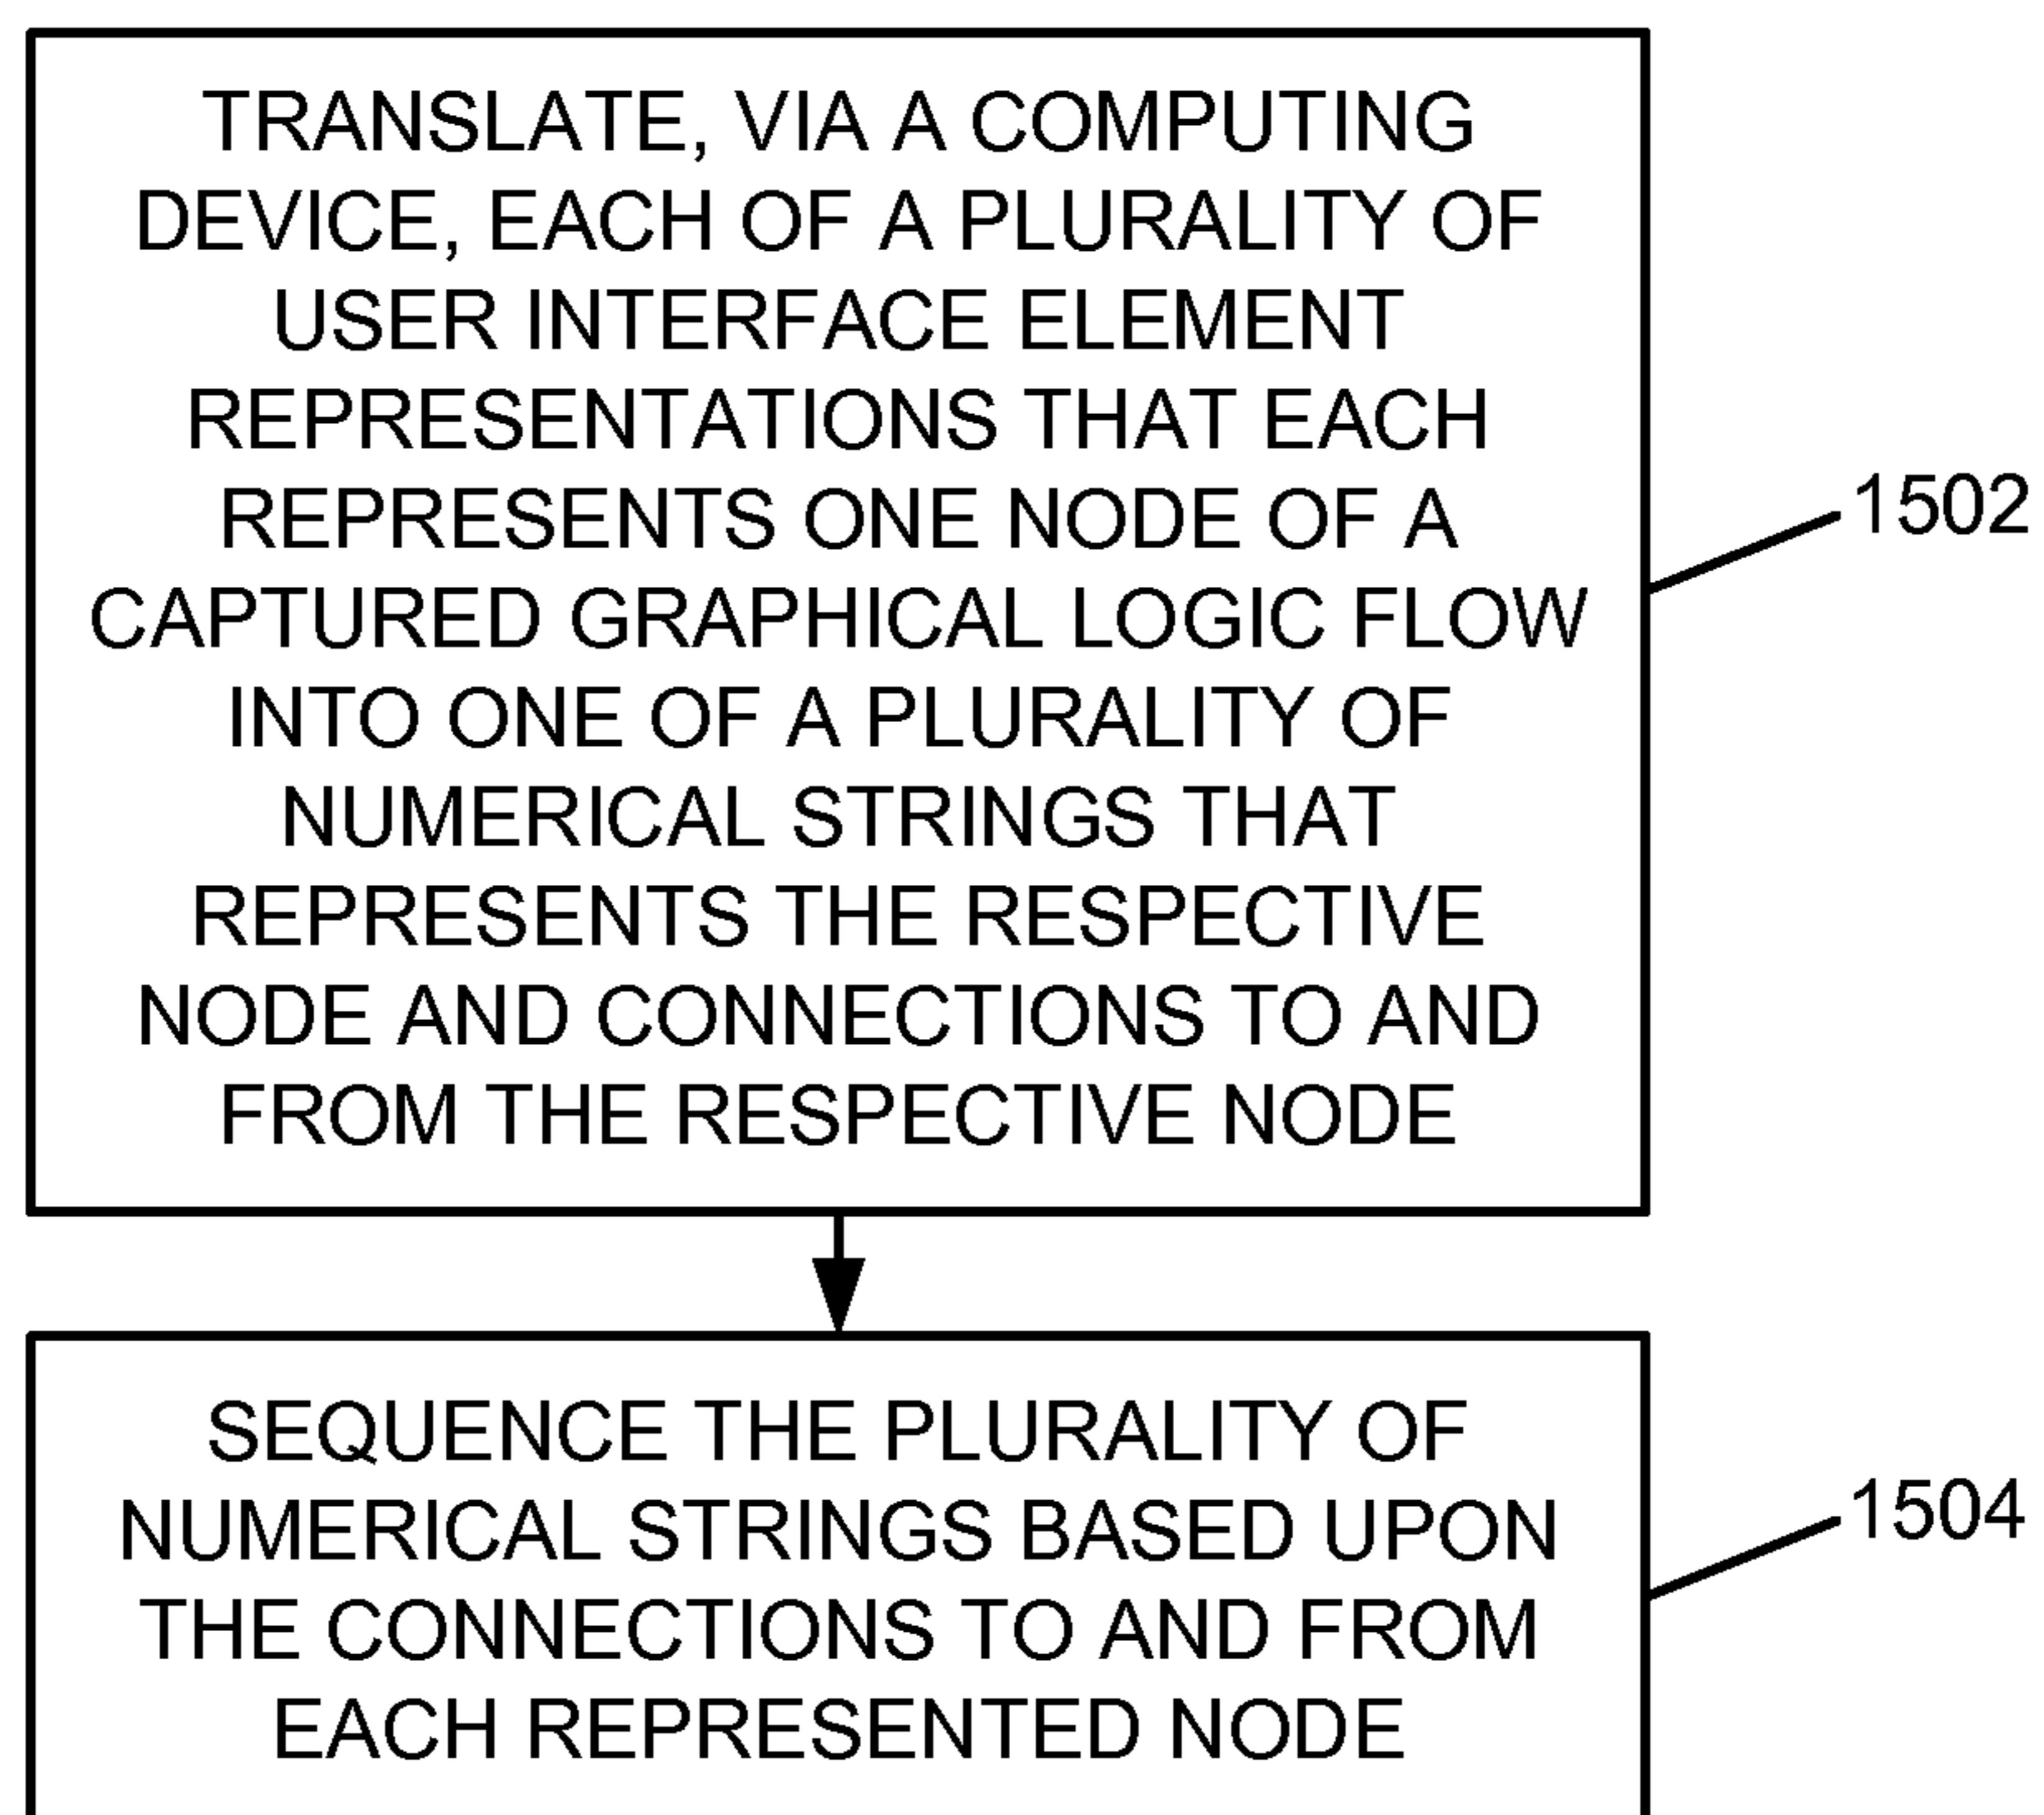 TRANSLATE, VIA A COMPUTING
DEVICE, EACH OF A PLURALITY OF
USER INTERFACE ELEMENT
REPRESENTATIONS THAT EACH
REPRESENTS ONE NODE OF A
CAPTURED GRAPHICAL LOGIC FLOW
INTO ONE OF A PLURALITY OF
NUMERICAL STRINGS THAT
REPRESENTS THE RESPECTIVE
NODE AND CONNECTIONS TO AND
FROM THE RESPECTIVE NODE
1502
SEQUENCE THE PLURALITY OF
NUMERICAL STRINGS BASED UPON
THE CONNECTIONS TO AND FROM
EACH REPRESENTED NODE
1504